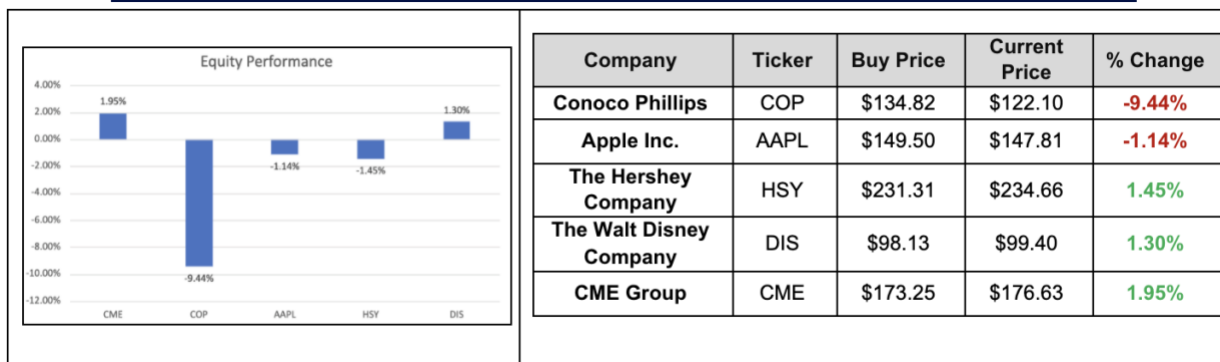 Equity Performance
4.00%
2.00%
0.00%
-2.00%
-4.00%
-6.00%
-8.00%
-10.00%
-12.00%
1.95%
-9.44%
-1.14%
-1.45%
1.30%
CME COP AAPL HSY DIS
Company Ticker Buy Price Current Price % Change
Conoco Phillips COP $134.82 $122.10 -9.44%
Apple Inc. AAPL $149.50 $147.81 -1.14%
The Hershey Company HSY $231.31 $234.66 1.45%
The Walt Disney Company DIS $98.13 $99.40 1.30%
CME Group CME $173.25 $176.63 1.95%